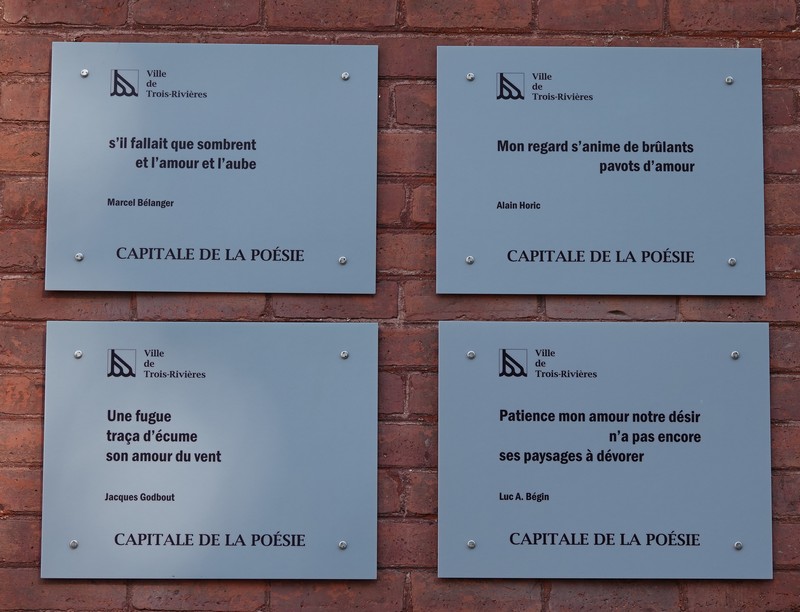 Ville
de
Trois-Rivières
s'il fallait que sombrent
et l'amour et l'aube
Marcel Bélanger
CAPITALE DE LA POÉSIE
Ville
de
Trois-Rivières
Mon regard s'anime de brûlants
pavots d'amour
Alain Horic
CAPITALE DE LA POÉSIE
Ville
de
Trois-Rivières
Une fugue
traça d'écume
son amour du vent
Jacques Godbout
CAPITALE DE LA POÉSIE
Ville
de
Trois-Rivières
Patience mon amour notre désir
n'a pas encore
ses paysages à dévorer
Luc A. Bégin
CAPITALE DE LA POÉSIE